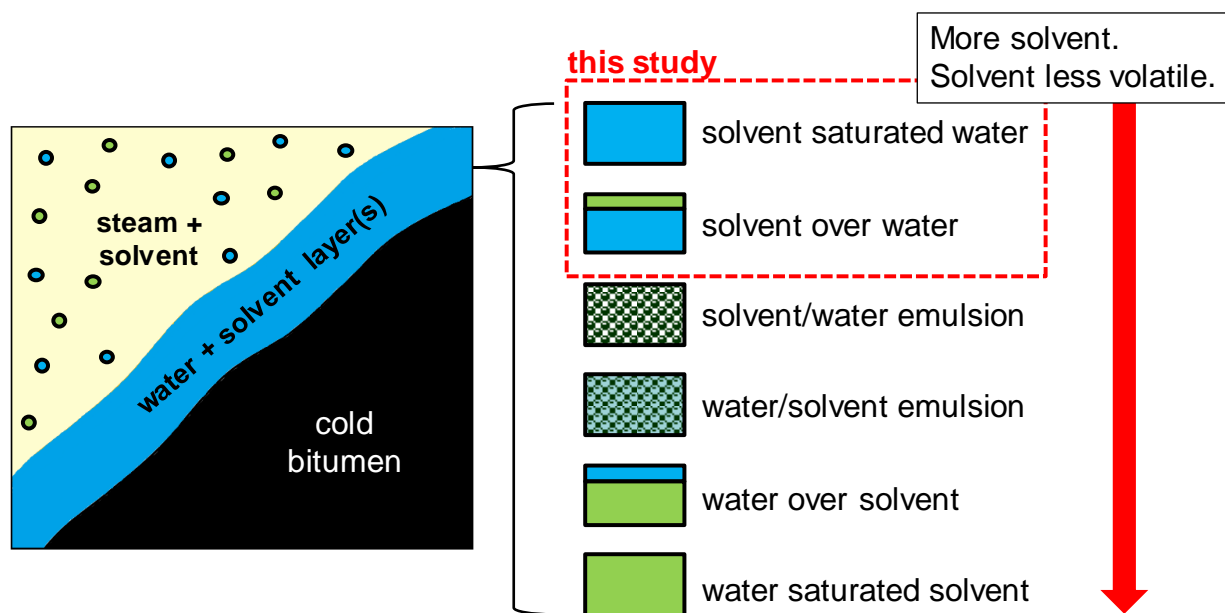 More solvent.
Solvent less volatile.
this study
solvent saturated water
solvent over water
solvent/water emulsion
water/solvent emulsion
water over solvent
water saturated solvent
steam +
solvent
water + solvent layer(s)
cold
bitumen